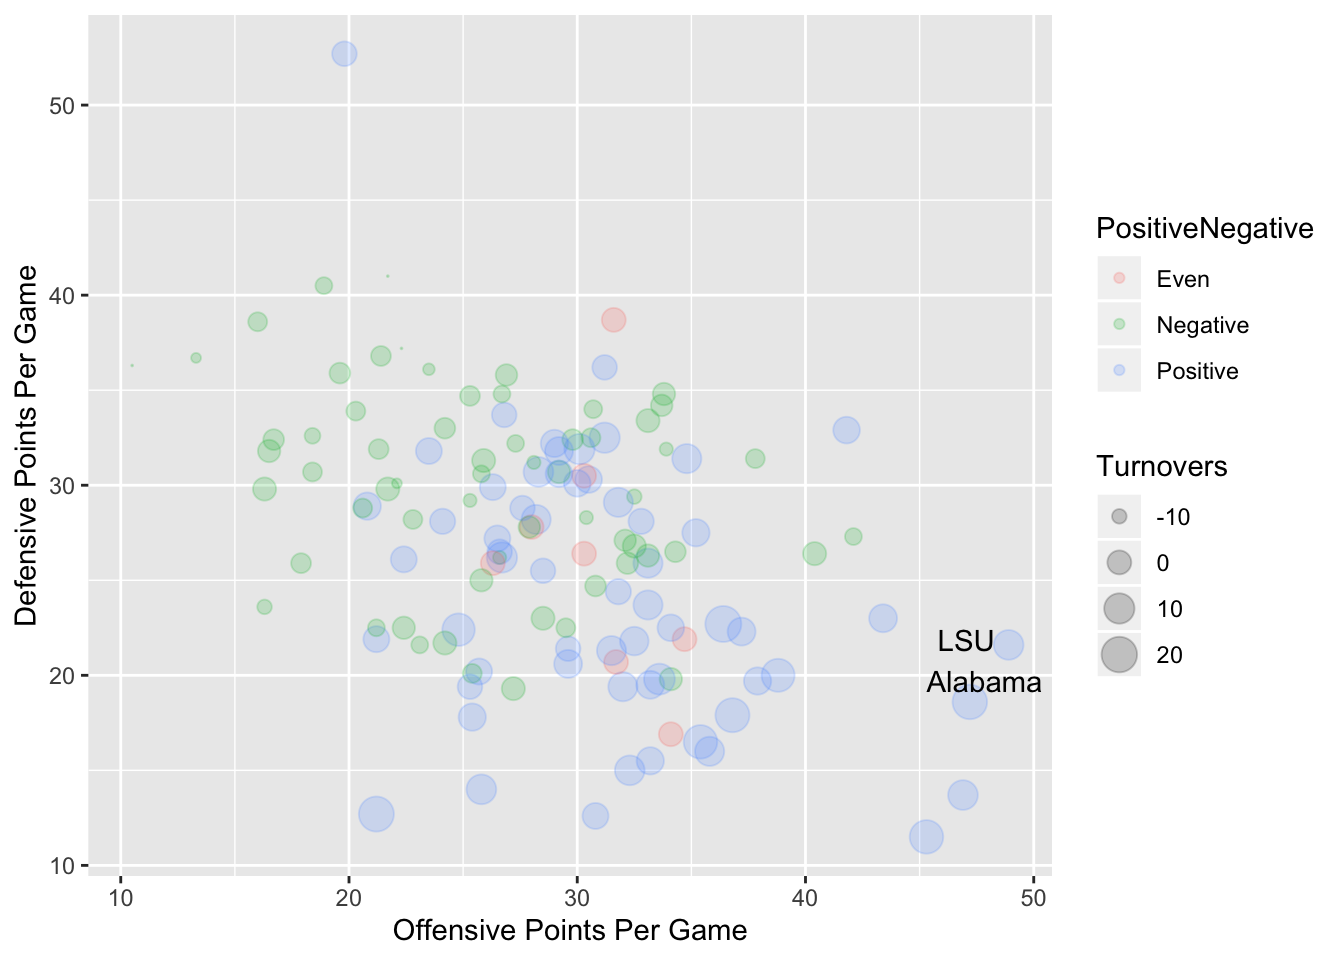 50
40
30
20
10
Defensive Points Per Game
LSU
Alabama
10
20
30
40
50
Offensive Points Per Game
PositiveNegative
Even
Negative
Positive
Turnovers
-10
0
10
20